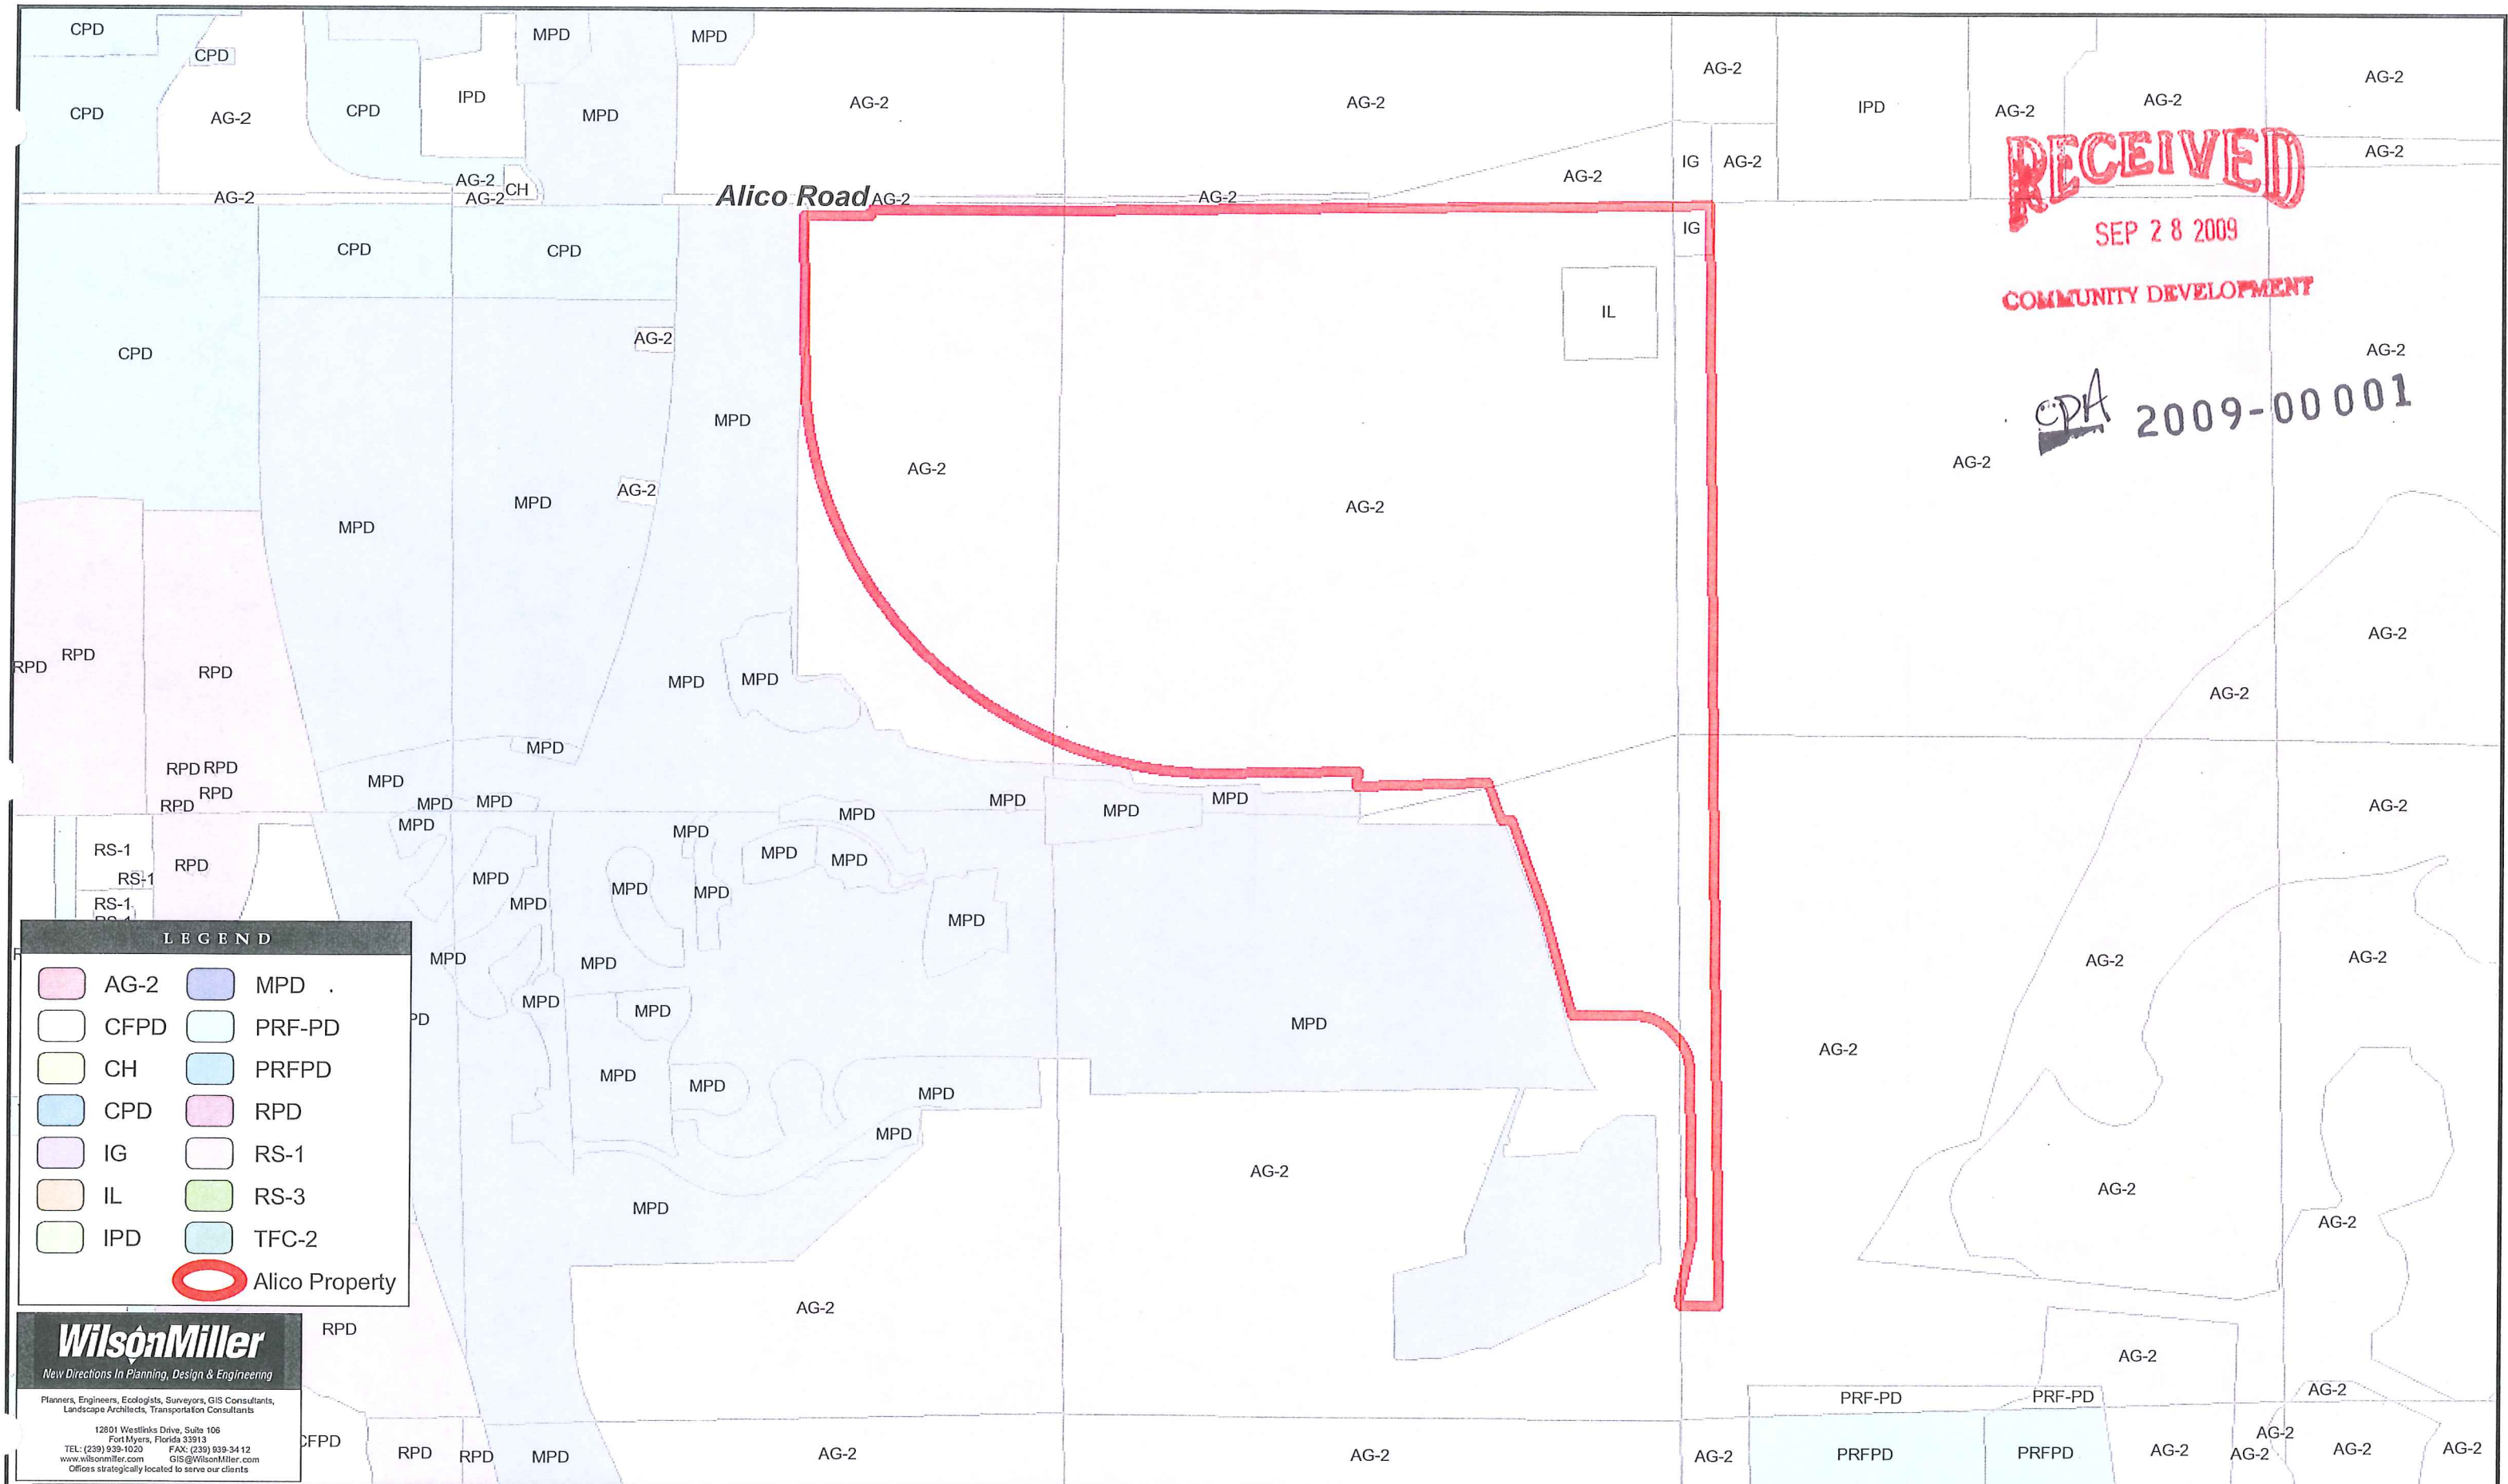 CPD
MPD
MPD
CPD
AG-2
AG-2
IPD
AG-2
AG-2
IPD
AG-2
AG-2
CPD
AG-2
CPD
MPD
AG-2
IG
AG-2
AG-2
AG-2
CH
AG-2
AG-2
Alico Road
AG-2
AG-2
AG-2
RECEIVED
SEP 28 2009
COMMUNITY DEVELOPMENT
CPA 2009-00001
CPD
CPD
IG
IL
CPD
AG-2
AG-2
MPD
AG-2
AG-2
AG-2
AG-2
MPD
MPD
AG-2
RPD
RPD
RPD
MPD
MPD
AG-2
AG-2
RPD
RPD
RPD
RPD
MPD
MPD
MPD
MPD
MPD
MPD
MPD
MPD
MPD
AG-2
RS-1
RPD
MPD
MPD
MPD
MPD
RS-1
MPD
MPD
MPD
RS-1
MPD
MPD
MPD
MPD
AG-2
AG-2
MPD
MPD
MPD
AG-2
MPD
MPD
MPD
MPD
AG-2
AG-2
MPD
AG-2
AG-2
LEGEND
AG-2
MPD
CFPD
PRF-PD
CH
PRFPD
CPD
RPD
IG
RS-1
IL
RS-3
IPD
TFC-2
Alico Property
RPD
AG-2
AG-2
PRF-PD
PRF-PD
CFPD
RPD
RPD
MPD
AG-2
AG-2
AG-2
PRFPD
PRFPD
AG-2
AG-2
AG-2
AG-2
AG-2
WilsonMiller
New Directions In Planning, Design & Engineering
Planners, Engineers, Ecologists, Surveyors, GIS Consultants,
Landscape Architects, Transportation Consultants
12801 Westlinks Drive, Suite 106
Fort Myers, Florida 33913
TEL: (239) 939-1020 FAX: (239) 939-3412
www.wilsonmiller.com GIS@WilsonMiller.com
Offices strategically located to serve our clients